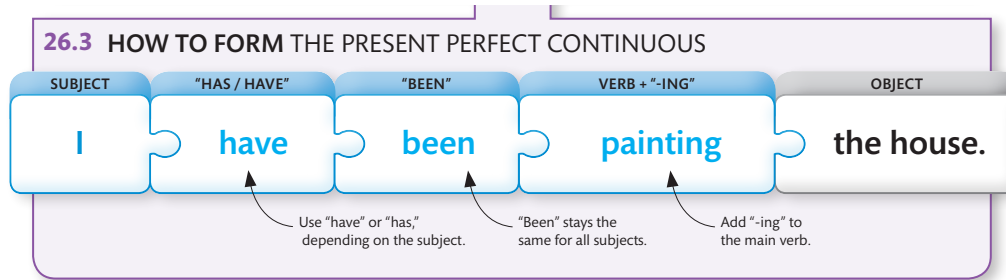 26.3 HOW TO FORM THE PRESENT PERFECT CONTINUOUS
SUBJECT "HAS / HAVE" "BEEN" VERB + "-ING" OBJECT
I have been painting the house.
Use "have" or "has,"
depending on the subject.
"Been" stays the
same for all subjects.
Add "-ing" to
the main verb.